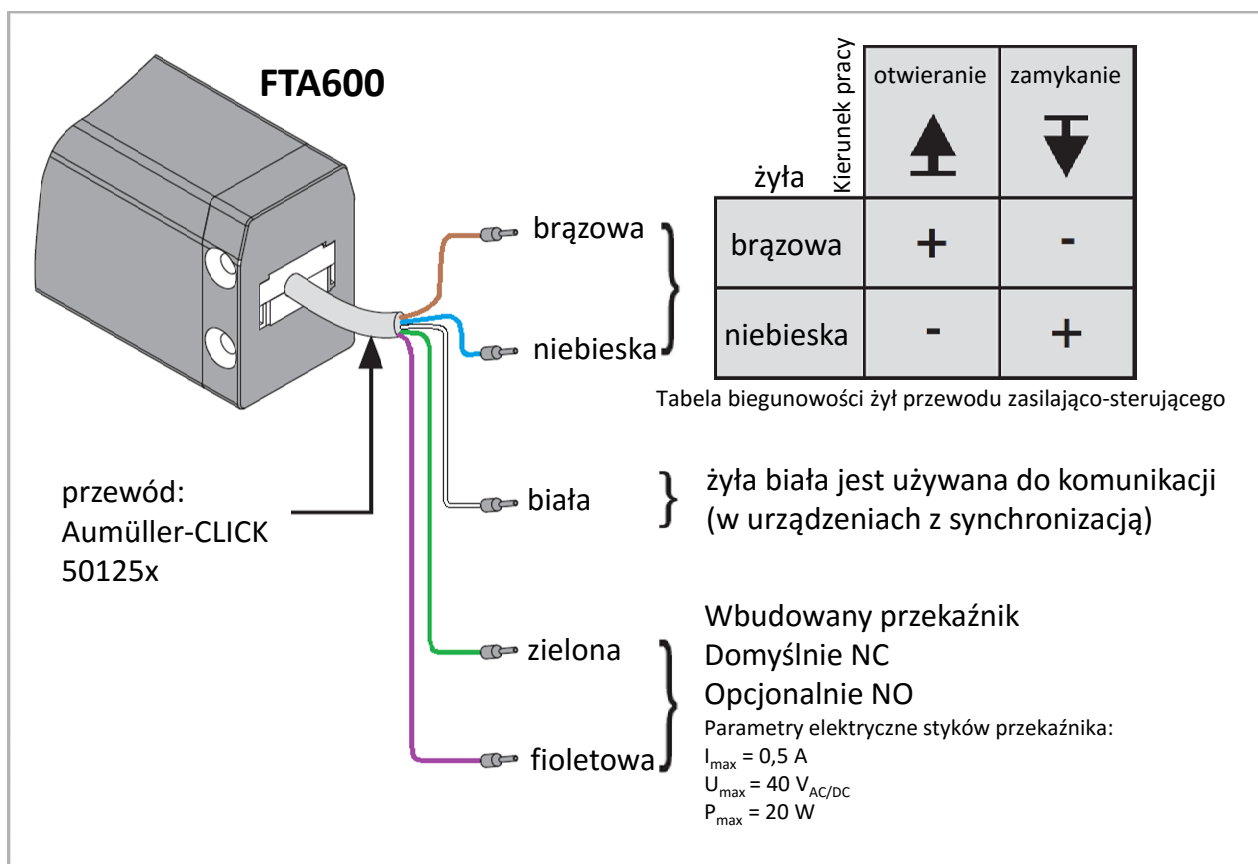 FTA600
żyła
Kierunek pracy
otwieranie
zamykanie
brązowa
+
-
niebieska
-
+
Tabela biegunowości żył przewodu zasilająco-sterującego
brązowa
niebieska
przewód:
Aumüller-CLICK
50125x
biała
żyła biała jest używana do komunikacji
(w urządzeniach z synchronizacją)
zielona
fioletowa
Wbudowany przekaźnik
Domyślnie NC
Opcjonalnie NO
Parametry elektryczne styków przekaźnika:
Imax = 0,5 A
Umax = 40 VAC/DC
Pmax = 20 W